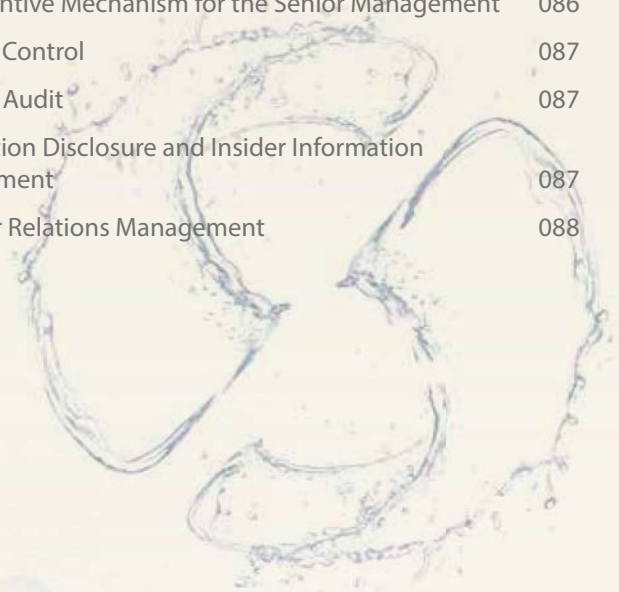 ntive Mechanism for the Senior Management 086
Control 087
Audit 087
tion Disclosure and Insider Information
ment 087
r Relations Management 088